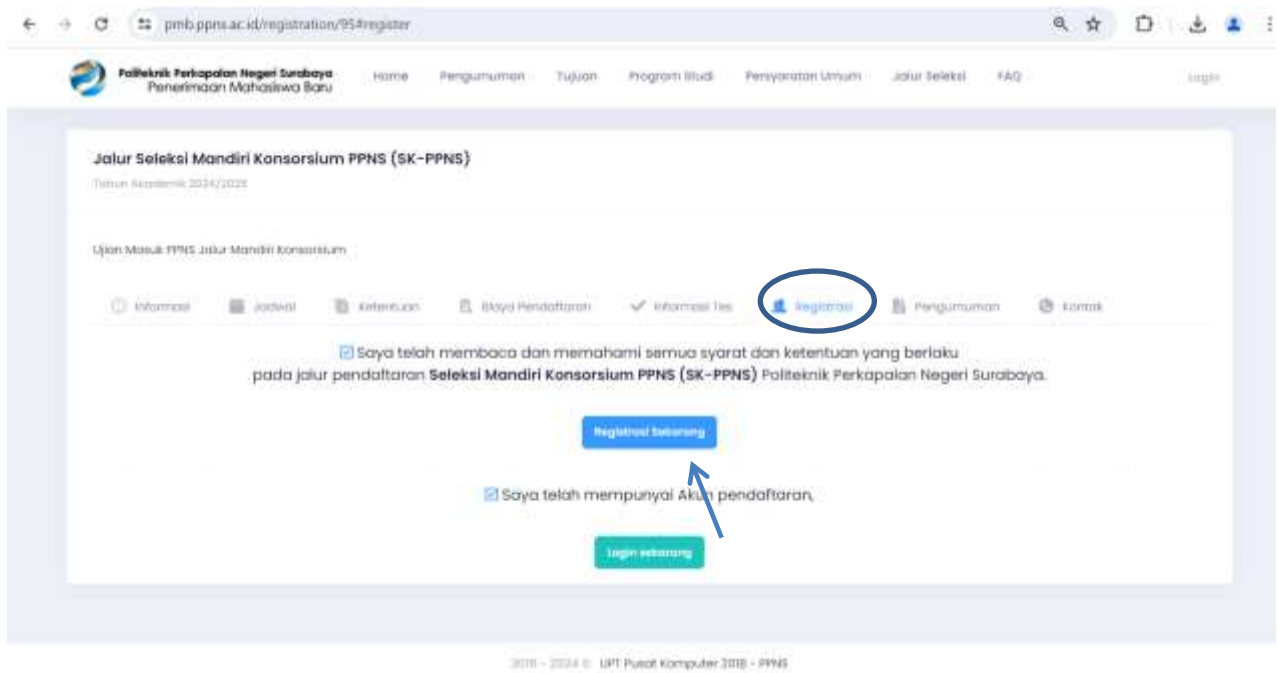 pmb.ppns.ac.id/registration/95#register
Politeknik Perkapalan Negeri Surabaya
Penerimaan Mahasiswa Baru
Home Pengumuman Tujuan Program Studi Persyaratan Umum Jalur Seleksi FAQ Login
Jalur Seleksi Mandiri Konsorsium PPNS (SK-PPNS)
Tahun Akademik 2024/2025
Ujian Masuk PPNS Jalur Mandiri Konsorsium
Informasi Jadwal Ketentuan Biaya Pendaftaran Informasi Tes Registrasi Pengumuman Kontak
Saya telah membaca dan memahami semua syarat dan ketentuan yang berlaku
pada jalur pendaftaran Seleksi Mandiri Konsorsium PPNS (SK-PPNS) Politeknik Perkapalan Negeri Surabaya.
Registrasi Sekarang
Saya telah mempunyai Akun pendaftaran,
Login sekarang
2018 - 2024 © UPT Pusat Komputer 2018 - PPNS